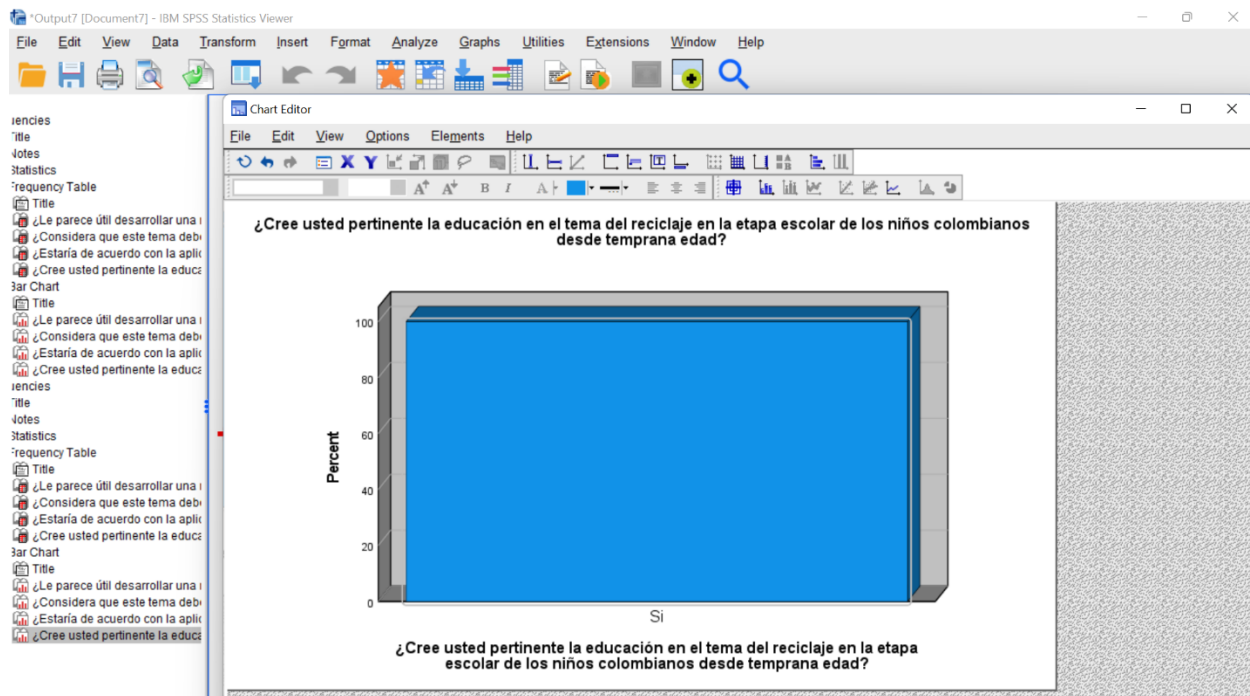 *Output7 [Document7] - IBM SPSS Statistics Viewer
File Edit View Data Transform Insert Format Analyze Graphs Utilities Extensions Window Help
iencies
Title
Notes
Statistics
Frequency Table
Title
¿Le parece útil desarrollar una
¿Considera que este tema deb
¿Estaría de acuerdo con la aplic
¿Cree usted pertinente la educa
Bar Chart
Title
¿Le parece útil desarrollar una
¿Considera que este tema deb
¿Estaría de acuerdo con la aplic
¿Cree usted pertinente la educa
iencies
Title
Notes
Statistics
Frequency Table
Title
¿Le parece útil desarrollar una
¿Considera que este tema deb
¿Estaría de acuerdo con la aplic
¿Cree usted pertinente la educa
Bar Chart
Title
¿Le parece útil desarrollar una
¿Considera que este tema deb
¿Estaría de acuerdo con la aplic
¿Cree usted pertinente la educa
Chart Editor
File Edit View Options Elements Help
X Y
A A B I A
¿Cree usted pertinente la educación en el tema del reciclaje en la etapa escolar de los niños colombianos
desde temprana edad?
Percent
100
80
60
40
20
0
Si
¿Cree usted pertinente la educación en el tema del reciclaje en la etapa
escolar de los niños colombianos desde temprana edad?